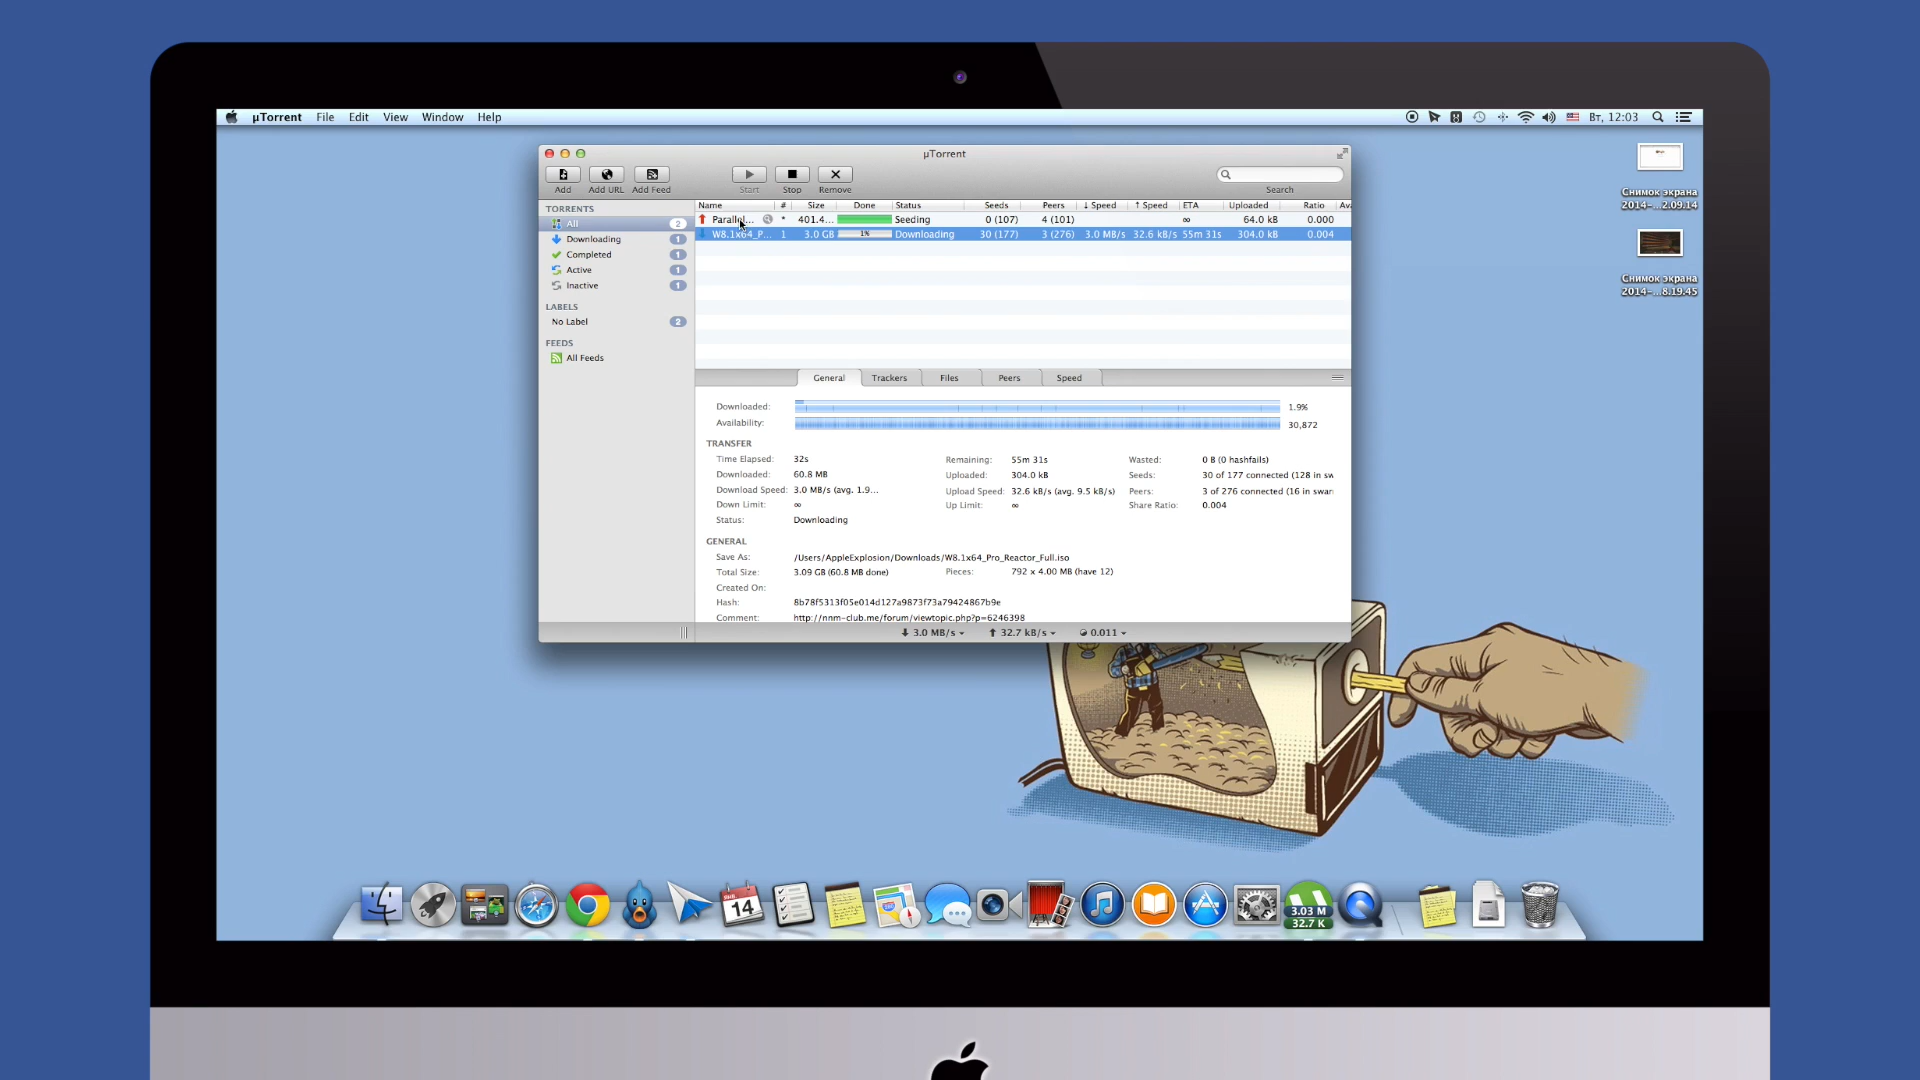 µTorrent File Edit View Window Help
Вт, 12:03
µTorrent
Add Add URL Add Feed Start Stop Remove Search
TORRENTS
All 2
Downloading 1
Completed 1
Active 1
Inactive 1
LABELS
No Label 2
FEEDS
All Feeds
Name # Size Done Status Seeds Peers ↓ Speed ↑ Speed ETA Uploaded Ratio Av
Parallel... * 401.4... Seeding 0 (107) 4 (101) ∞ 64.0 kB 0.000
W8.1x64_P... 1 3.0 GB 1% Downloading 30 (177) 3 (276) 3.0 MB/s 32.6 kB/s 55m 31s 304.0 kB 0.004
General Trackers Files Peers Speed
Downloaded: 1.9%
Availability: 30,872
TRANSFER
Time Elapsed: 32s Remaining: 55m 31s Wasted: 0 B (0 hashfails)
Downloaded: 60.8 MB Uploaded: 304.0 kB Seeds: 30 of 177 connected (128 in sw
Download Speed: 3.0 MB/s (avg. 1.9... Upload Speed: 32.6 kB/s (avg. 9.5 kB/s) Peers: 3 of 276 connected (16 in swar
Down Limit: ∞ Up Limit: ∞ Share Ratio: 0.004
Status: Downloading
GENERAL
Save As: /Users/AppleExplosion/Downloads/W8.1x64_Pro_Reactor_Full.iso
Total Size: 3.09 GB (60.8 MB done) Pieces: 792 x 4.00 MB (have 12)
Created On:
Hash: 8b78f5313f05e014d127a9873f73a79424867b9e
Comment: http://nnm-club.me/forum/viewtopic.php?p=6246398
3.0 MB/s 32.7 kB/s 0.011
Снимок экрана
2014-...2.09.14
Снимок экрана
2014-...8.19.45
14
3.03 M
32.7 K